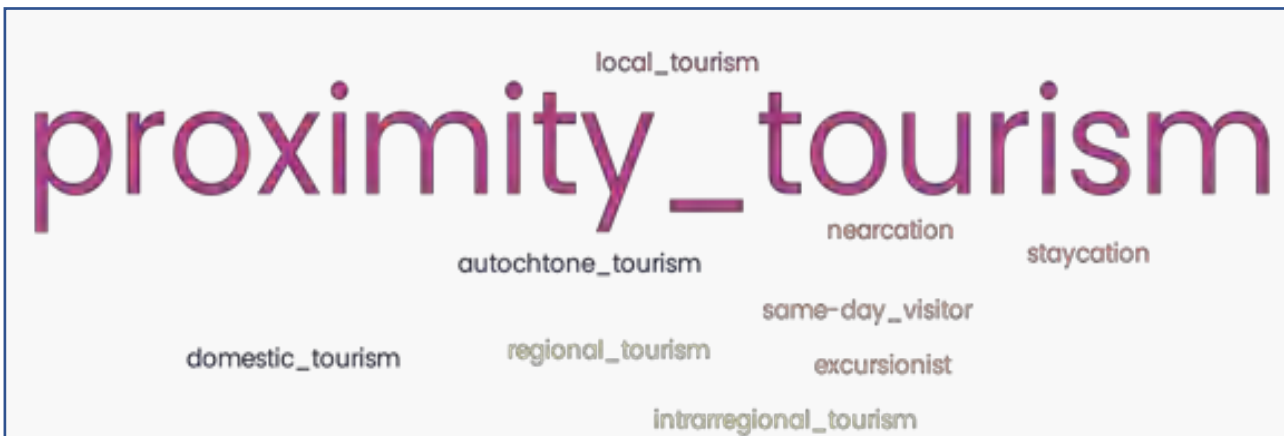 local_tourism
proximity_tourism
nearcation
staycation
autochtone_tourism
same-day_visitor
regional_tourism
domestic_tourism
excursionist
intrarregional_tourism